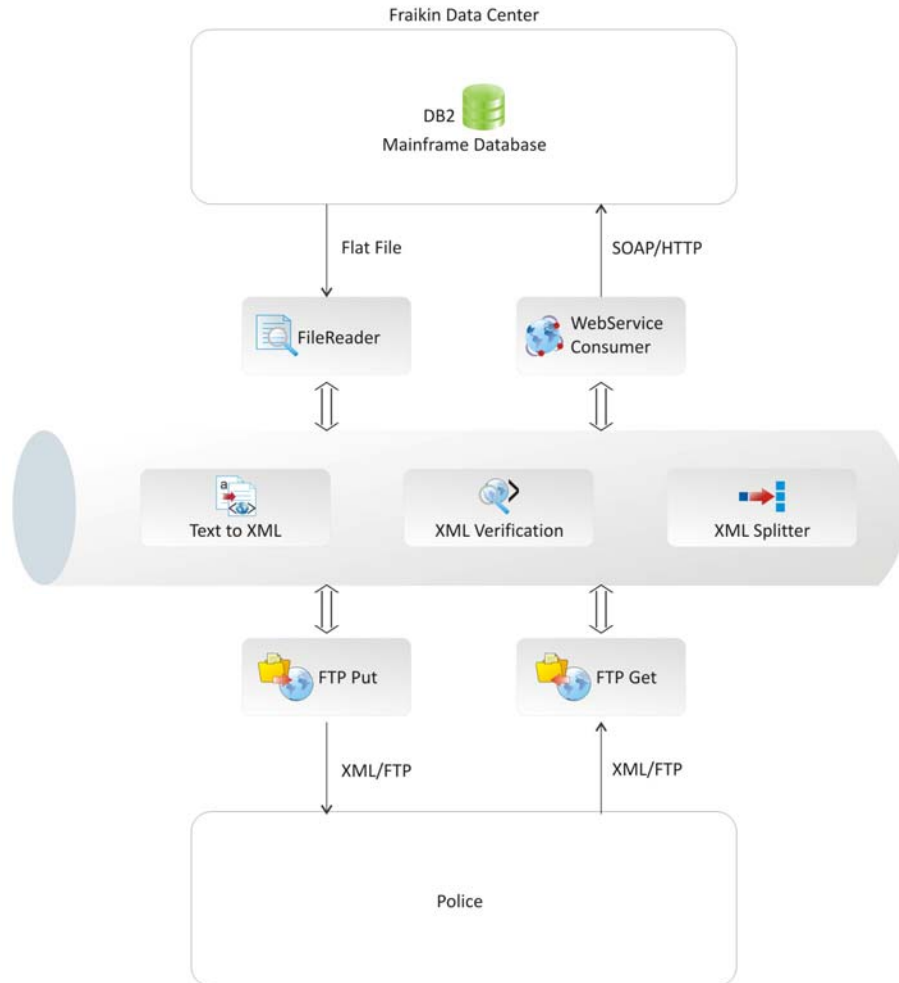 Fraikin Data Center
DB2
Mainframe Database
Flat File
SOAP/HTTP
FileReader
WebService
Consumer
a
Text to XML
XML Verification
XML Splitter
FTP Put
FTP Get
XML/FTP
XML/FTP
Police